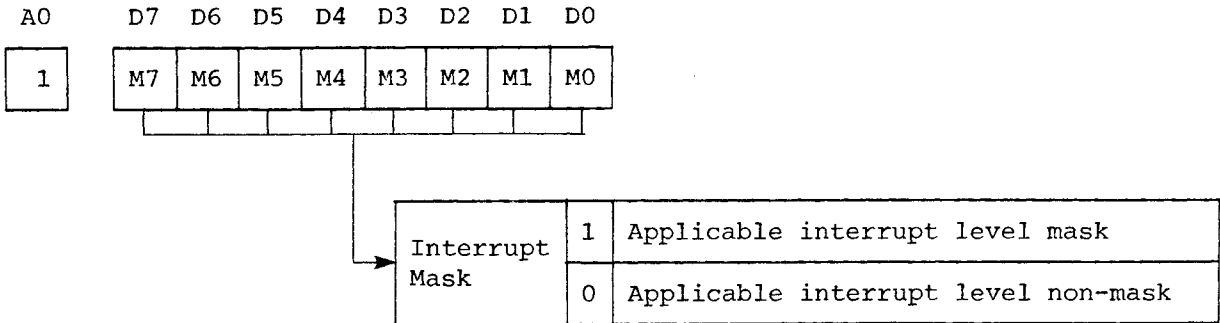 A0 D7 D6 D5 D4 D3 D2 D1 D0
1 M7 M6 M5 M4 M3 M2 M1 M0
Interrupt
Mask
1 Applicable interrupt level mask
0 Applicable interrupt level non-mask